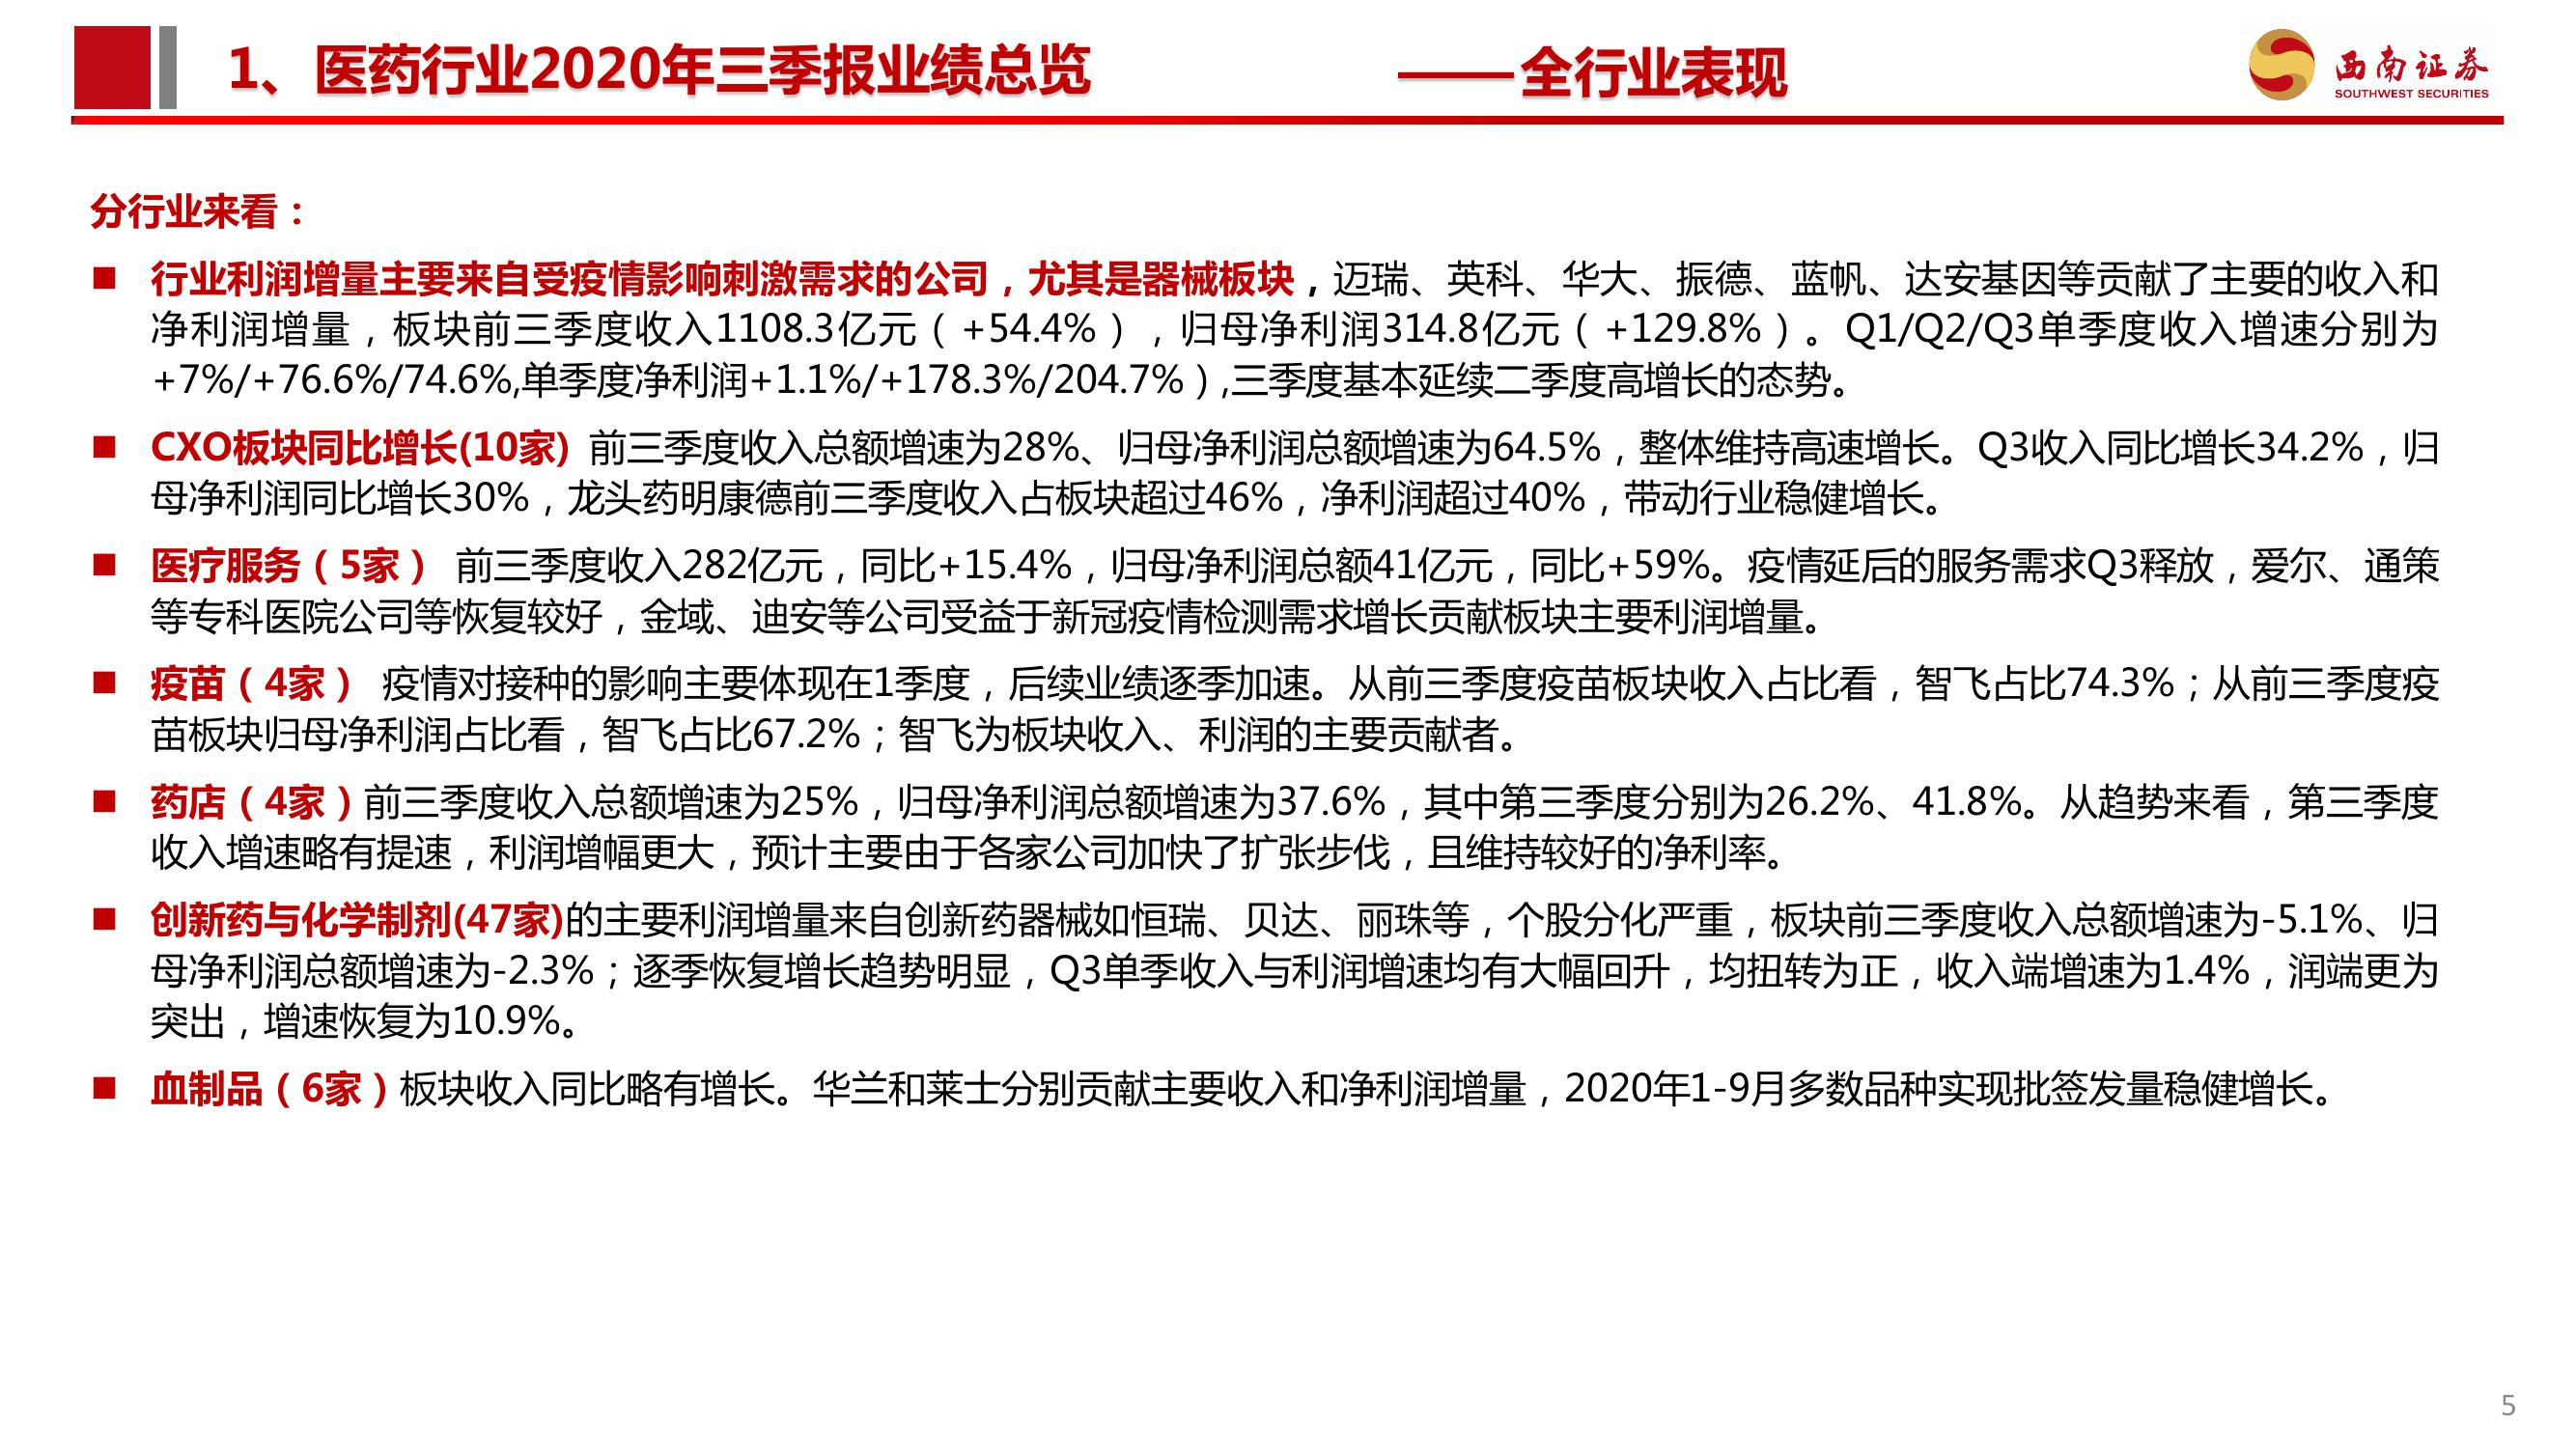 1、医药行业2020年三季报业绩总览 ——全行业表现
西南证券
SOUTHWEST SECURITIES
分行业来看：
■ 行业利润增量主要来自受疫情影响刺激需求的公司，尤其是器械板块，迈瑞、英科、华大、振德、蓝帆、达安基因等贡献了主要的收入和
净利润增量，板块前三季度收入1108.3亿元（+54.4%），归母净利润314.8亿元（+129.8%）。Q1/Q2/Q3单季度收入增速分别为
+7%/+76.6%/74.6%,单季度净利润+1.1%/+178.3%/204.7%）,三季度基本延续二季度高增长的态势。
■ CXO板块同比增长(10家) 前三季度收入总额增速为28%、归母净利润总额增速为64.5%，整体维持高速增长。Q3收入同比增长34.2%，归
母净利润同比增长30%，龙头药明康德前三季度收入占板块超过46%，净利润超过40%，带动行业稳健增长。
■ 医疗服务（5家） 前三季度收入282亿元，同比+15.4%，归母净利润总额41亿元，同比+59%。疫情延后的服务需求Q3释放，爱尔、通策
等专科医院公司等恢复较好，金域、迪安等公司受益于新冠疫情检测需求增长贡献板块主要利润增量。
■ 疫苗（4家） 疫情对接种的影响主要体现在1季度，后续业绩逐季加速。从前三季度疫苗板块收入占比看，智飞占比74.3%；从前三季度疫
苗板块归母净利润占比看，智飞占比67.2%；智飞为板块收入、利润的主要贡献者。
■ 药店（4家）前三季度收入总额增速为25%，归母净利润总额增速为37.6%，其中第三季度分别为26.2%、41.8%。从趋势来看，第三季度
收入增速略有提速，利润增幅更大，预计主要由于各家公司加快了扩张步伐，且维持较好的净利率。
■ 创新药与化学制剂(47家)的主要利润增量来自创新药器械如恒瑞、贝达、丽珠等，个股分化严重，板块前三季度收入总额增速为-5.1%、归
母净利润总额增速为-2.3%；逐季恢复增长趋势明显，Q3单季收入与利润增速均有大幅回升，均扭转为正，收入端增速为1.4%，润端更为
突出，增速恢复为10.9%。
■ 血制品（6家）板块收入同比略有增长。华兰和莱士分别贡献主要收入和净利润增量，2020年1-9月多数品种实现批签发量稳健增长。
5